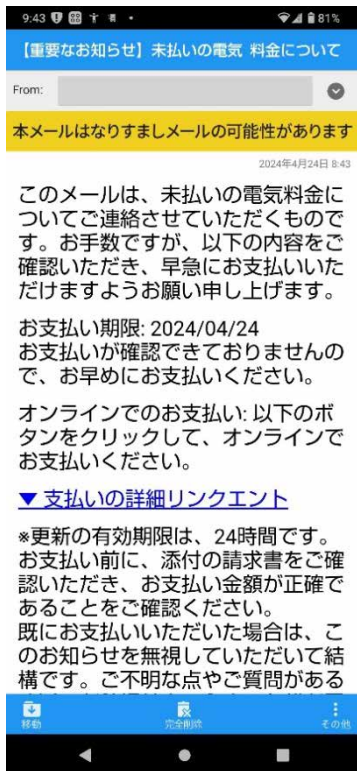 9:43 81%
【重要なお知らせ】未払いの電気 料金について
From:
本メールはなりすましメールの可能性があります
2024年4月24日 8:43
このメールは、未払いの電気料金に
ついてご連絡させていただくもので
す。お手数ですが、以下の内容をご
確認いただき、早急にお支払いいた
だけますようお願い申し上げます。
お支払い期限: 2024/04/24
お支払いが確認できておりませんの
で、お早めにお支払いください。
オンラインでのお支払い: 以下のボ
タンをクリックして、オンラインで
お支払いください。
▼ 支払いの詳細リンクエント
※更新の有効期限は、24時間です。
お支払い前に、添付の請求書をご確
認いただき、お支払い金額が正確で
あることをご確認ください。
既にお支払いいただいた場合は、こ
のお知らせを無視していただいて結
構です。ご不明な点やご質問がある
移動 完全削除 その他